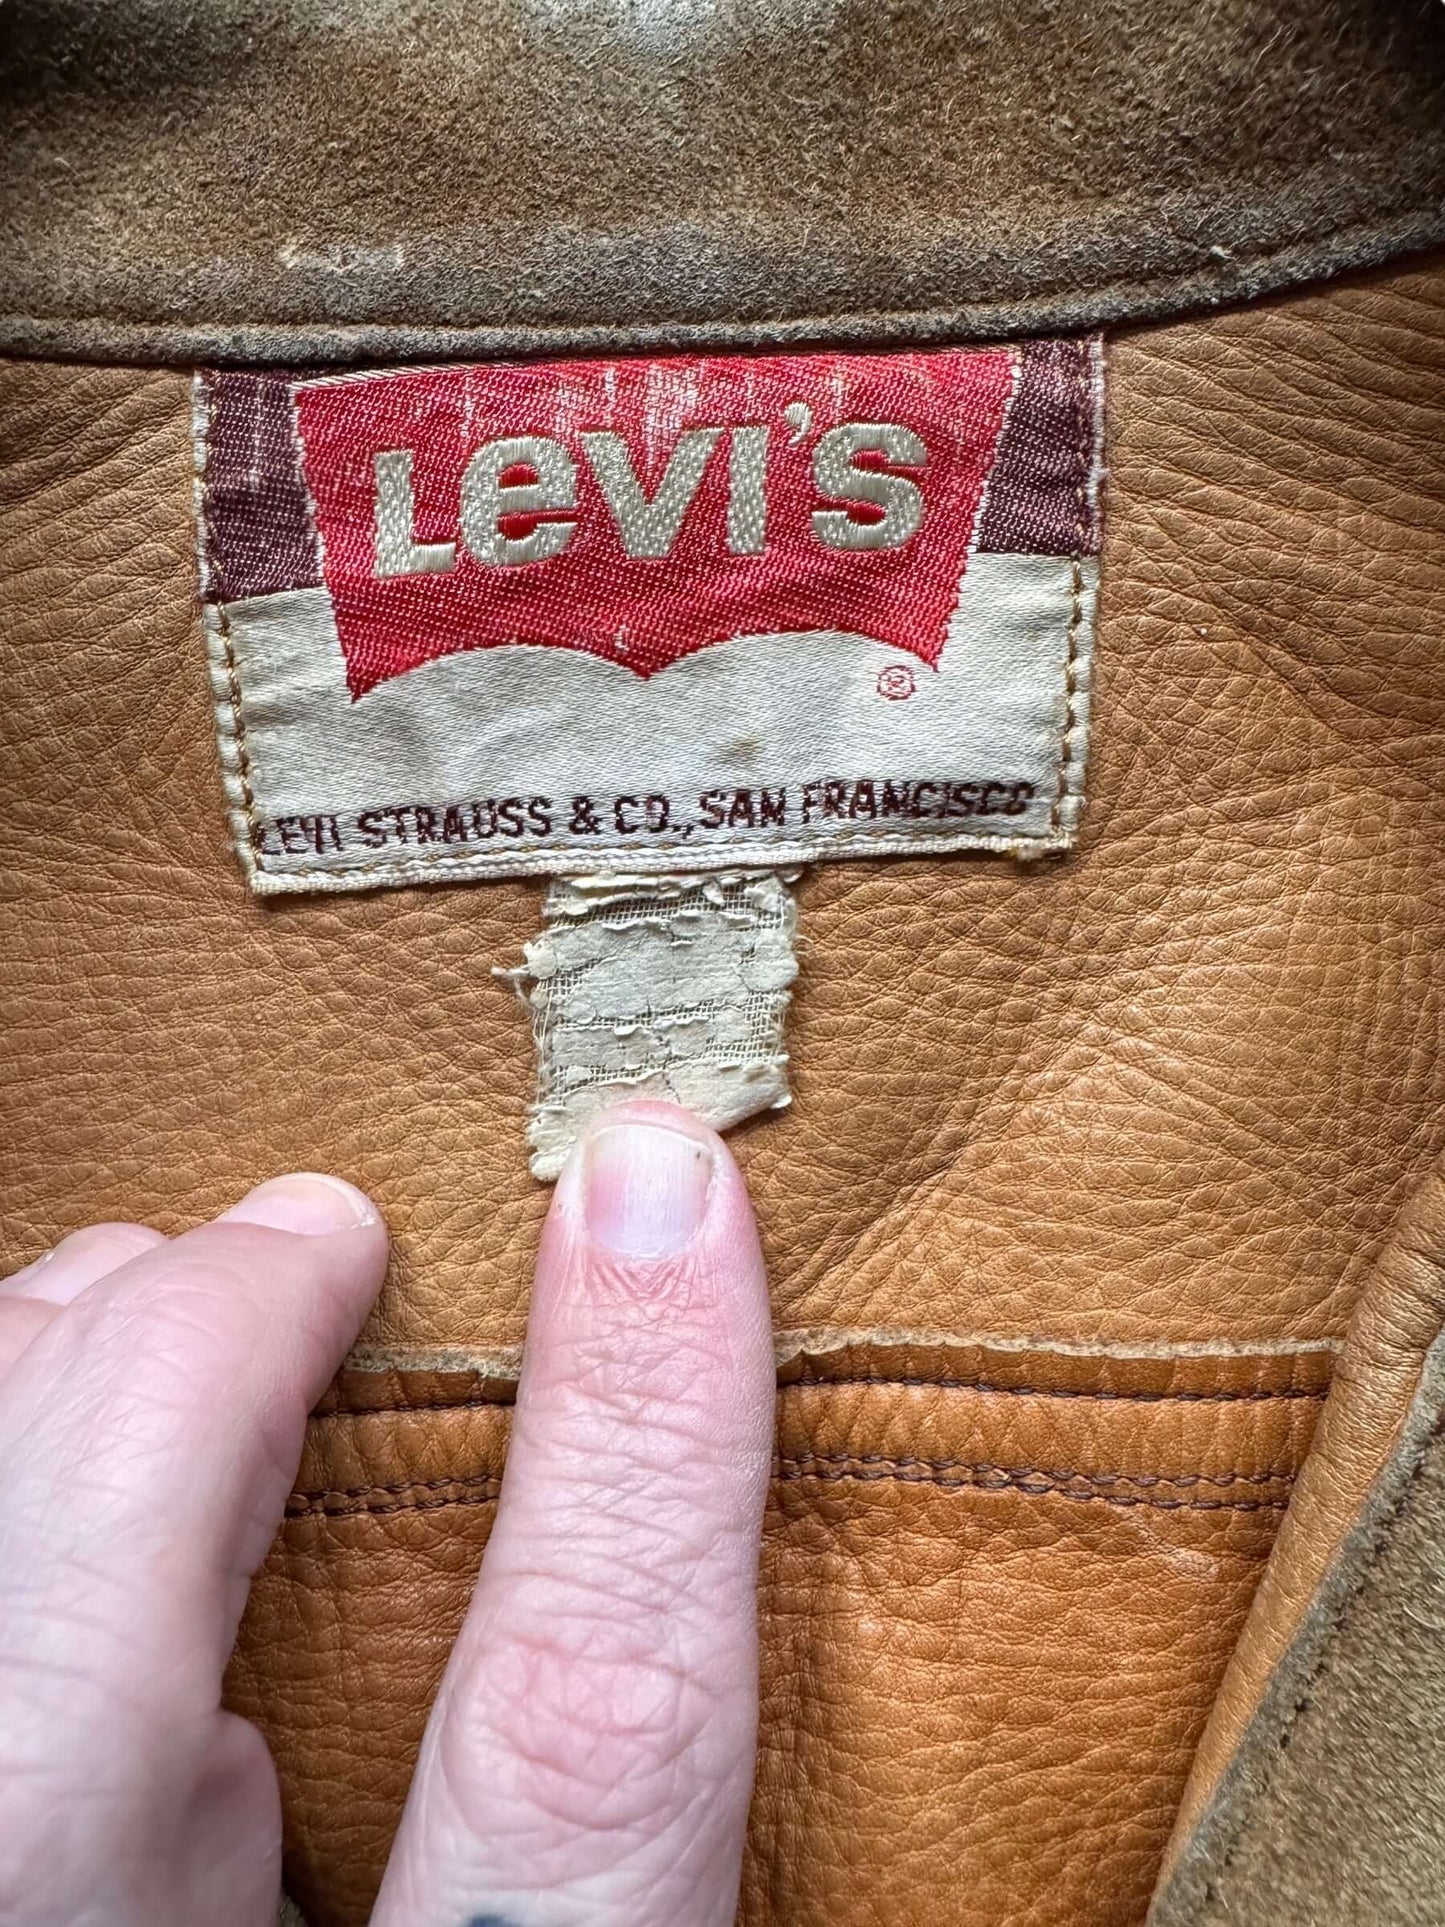 Levi's
®
LEVI STRAUSS & CO., SAN FRANCISCO